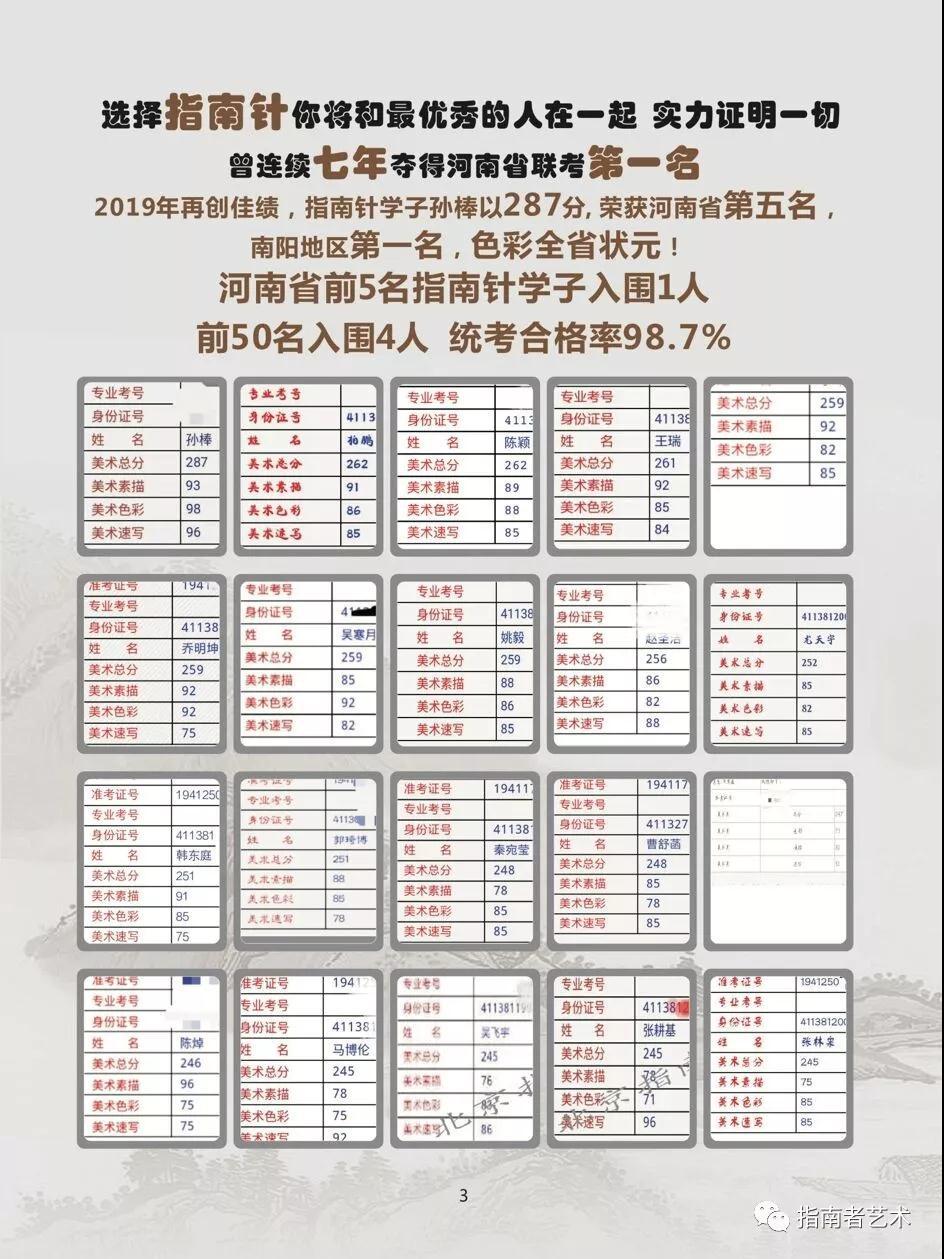 选择指南针你将和最优秀的人在一起 实力证明一切
曾连续七年夺得河南省联考第一名
2019年再创佳绩，指南针学子孙棒以287分,荣获河南省第五名，
南阳地区第一名，色彩全省状元！
河南省前5名指南针学子入围1人
前50名入围4人 统考合格率98.7%
专业考号
身份证号
姓 名 孙棒
美术总分 287
美术素描 93
美术色彩 98
美术速写 96
专业考号
身份证号 4113
姓 名 柏鹏
美术总分 262
美术素描 91
美术色彩 86
美术速写 85
专业考号
身份证号 4113
姓 名 陈颖
美术总分 262
美术素描 89
美术色彩 88
美术速写 85
专业考号
身份证号 41138
姓 名 王瑞
美术总分 261
美术素描 92
美术色彩 85
美术速写 84
美术总分 259
美术素描 92
美术色彩 82
美术速写 85
准考证号 1941
专业考号
身份证号 41138
姓 名 乔明坤
美术总分 259
美术素描 92
美术色彩 92
美术速写 75
专业考号
身份证号 41
姓 名 吴寒月
美术总分 259
美术素描 85
美术色彩 92
美术速写 82
专业考号
身份证号 41138
姓 名 姚毅
美术总分 259
美术素描 88
美术色彩 86
美术速写 85
专业考号
身份证号
姓 名
美术总分 256
美术素描 86
美术色彩 82
美术速写 88
专业考号
身份证号 411381200
姓 名 尤天宇
美术总分 252
美术素描 85
美术色彩 82
美术速写 85
准考证号 1941250
专业考号
身份证号 411381
姓 名 韩东庭
美术总分 251
美术素描 91
美术色彩 85
美术速写 75
准考证号 1941
专业考号
身份证号 41138
姓 名 郭琦博
美术总分 251
美术素描 88
美术色彩 85
美术速写 78
准考证号 194117
专业考号
身份证号 41138
姓 名 秦宛莹
美术总分 248
美术素描 78
美术色彩 85
美术速写 85
准考证号 194117
专业考号
身份证号 411327
姓 名 曹舒菡
美术总分 248
美术素描 85
美术色彩 78
美术速写 85
准考证号
专业考号
身份证号
姓 名 陈焯
美术总分 246
美术素描 96
美术色彩 75
美术速写 75
准考证号 19412
专业考号
身份证号 411381
姓 名 马博伦
美术总分 245
美术素描 78
美术色彩 75
美术速写 92
专业考号
身份证号 41138119
姓 名 吴飞宇
美术总分 245
美术素描 76
美术色彩
美术速写 86
北京
专业考号
身份证号 41138
姓 名 张耕基
美术总分 245
美术素描 78
美术色彩 71
美术速写 96
北京指南
准考证号 1941250
专业考号
身份证号 411381200
姓 名 张林
美术总分 245
美术素描 75
美术色彩 85
美术速写 85
3
指南者艺术